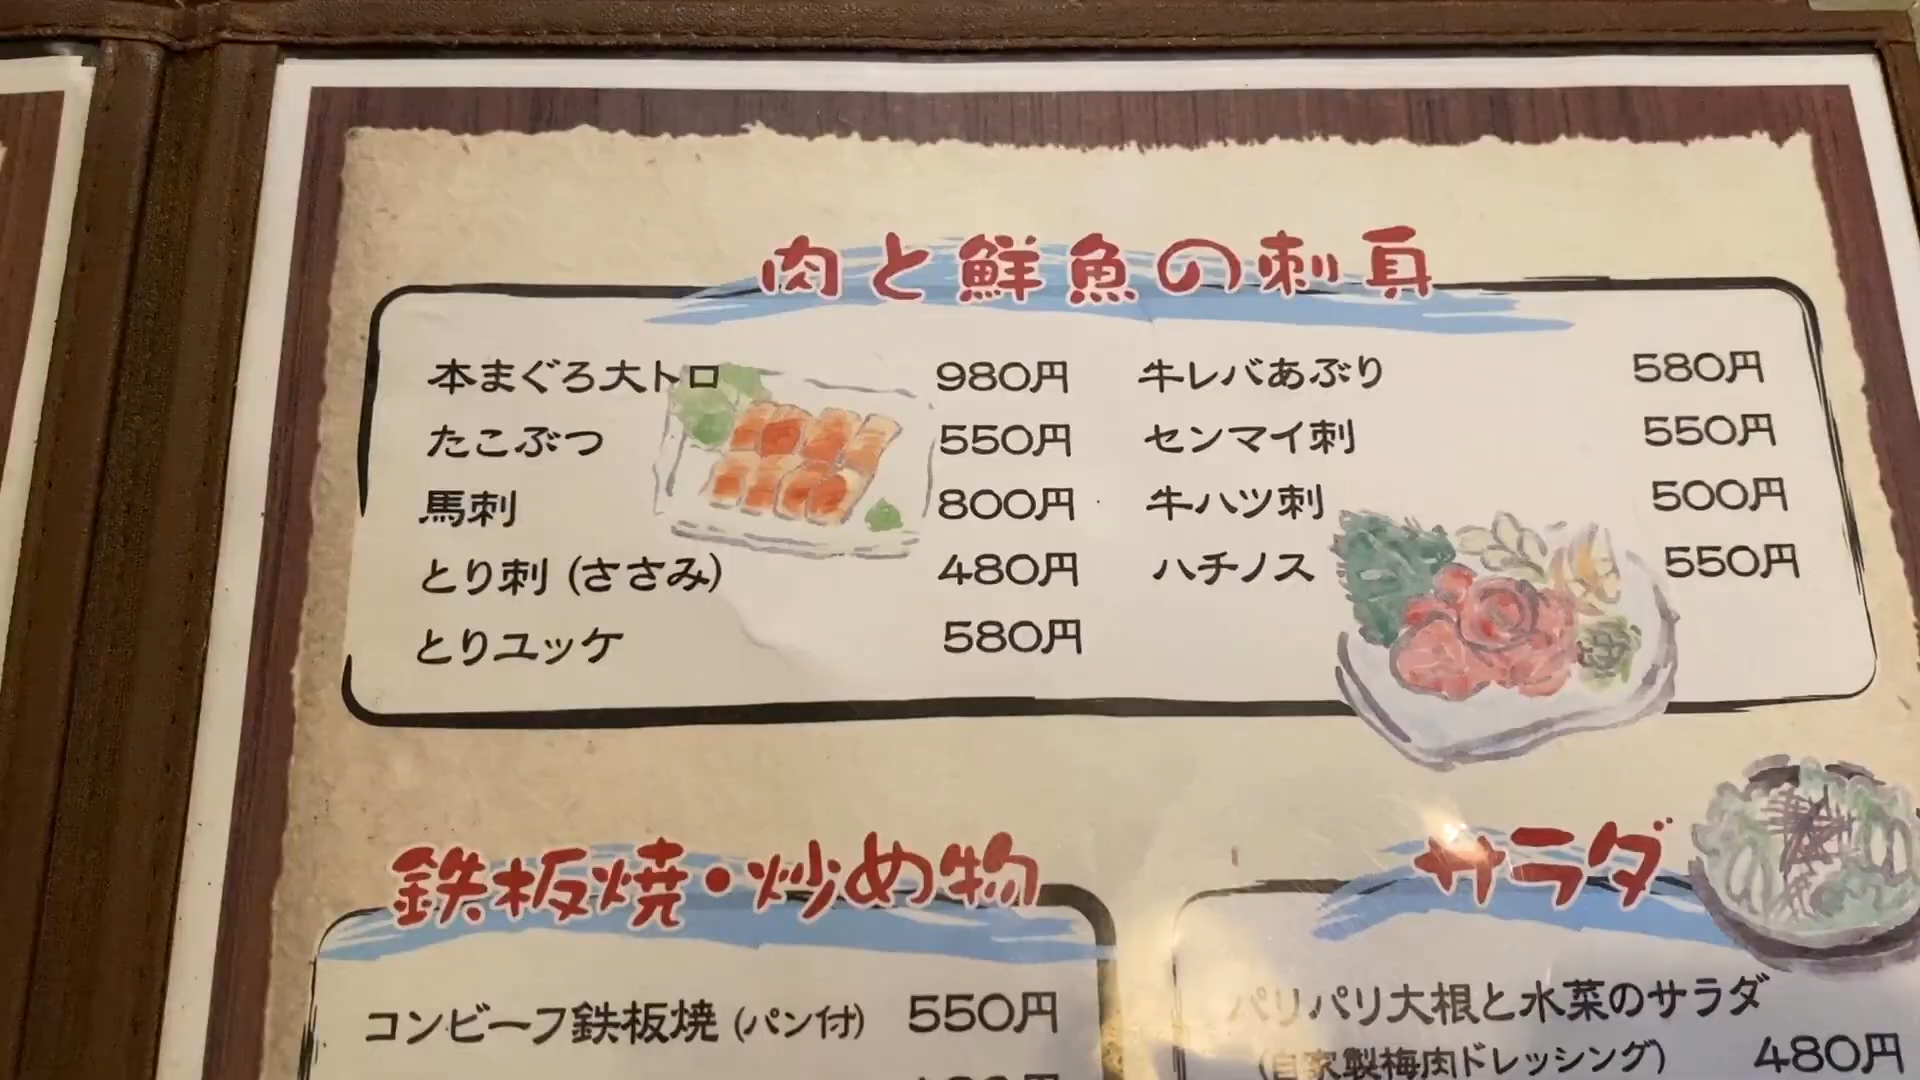 肉と鮮魚の刺身
本まぐろ大トロ 980円
たこぶつ 550円
馬刺 800円
とり刺 (ささみ) 480円
とりユッケ 580円
牛レバあぶり 580円
センマイ刺 550円
牛ハツ刺 500円
ハチノス 550円
鉄板焼・炒め物
コンビーフ鉄板焼 (パン付) 550円
サラダ
パリパリ大根と水菜のサラダ
(自家製梅肉ドレッシング) 480円